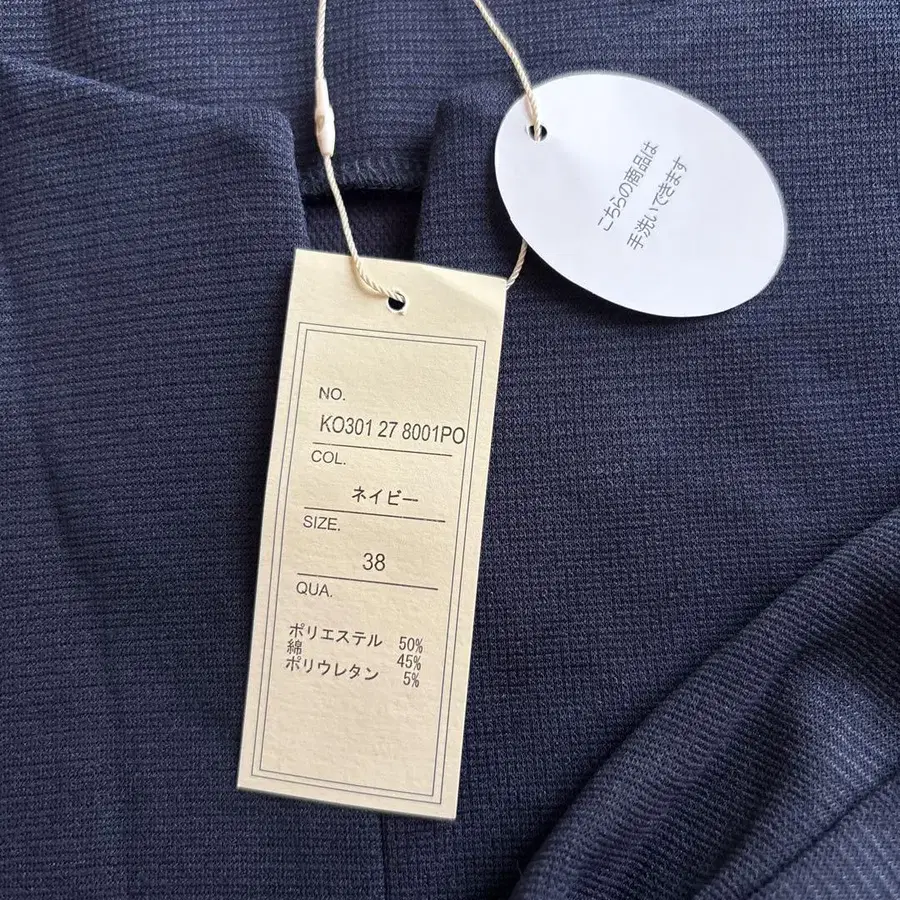 こちらの商品は
手洗いできます
NO.
KO301 27 8001PO
COL.
ネイビー
SIZE.
38
QUA.
ポリエステル 50%
綿 45%
ポリウレタン 5%